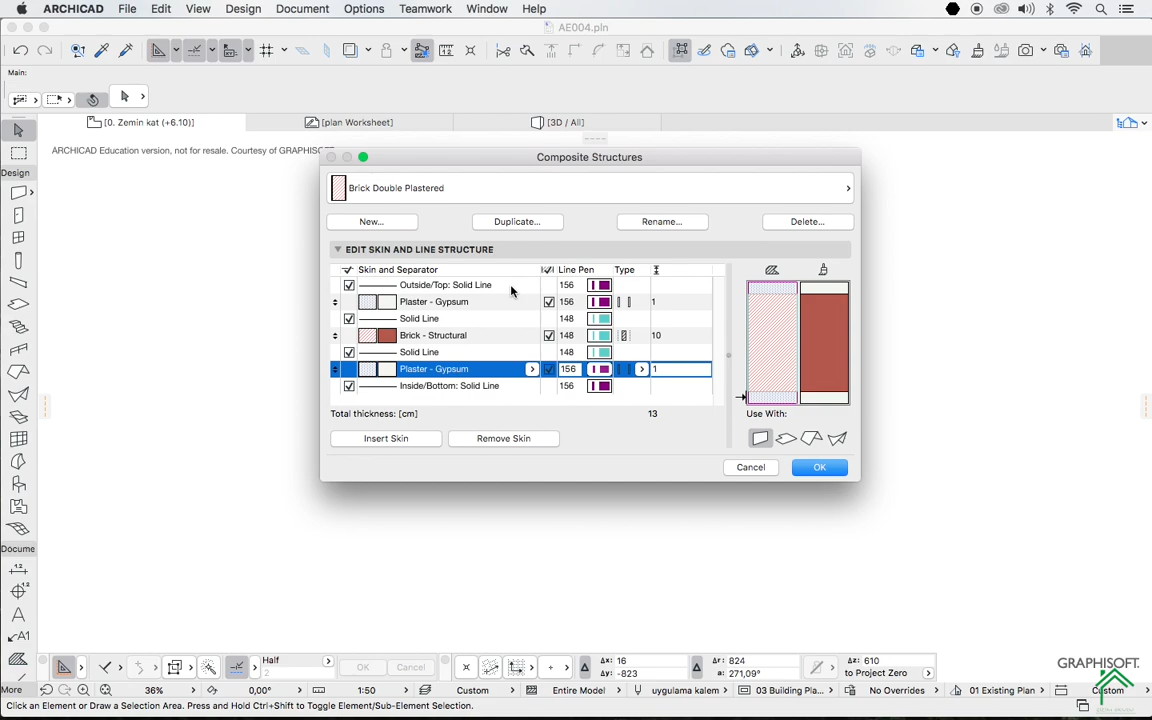 ARCHICAD File Edit View Design Document Options Teamwork Window Help
AE004.pln
Main:
[0. Zemin kat (+6.10)] [plan Worksheet] [3D / All]
ARCHICAD Education version, not for resale. Courtesy of GRAPHISOFT
Composite Structures
Brick Double Plastered
New... Duplicate... Rename... Delete...
EDIT SKIN AND LINE STRUCTURE
Skin and Separator Line Pen Type
Outside/Top: Solid Line 156
Plaster - Gypsum 156 1
Solid Line 148
Brick - Structural 148 10
Solid Line 148
Plaster - Gypsum 156 1
Inside/Bottom: Solid Line 156
Total thickness: [cm] 13
Use With:
Insert Skin Remove Skin
Cancel OK
Design
Docume
1.2
1.2
A
A1
More
Half
2
OK Cancel
Δx: 16
Δy: -823
Δr: 824
a: 271,09°
Δz: 610
to Project Zero
GRAPHISOFT.
36% 0,00° 1:50 Custom Entire Model uygulama kalem 03 Building Pla... No Overrides 01 Existing Plan Custom
Click an Element or Draw a Selection Area. Press and Hold Ctrl+Shift to Toggle Element/Sub-Element Selection.